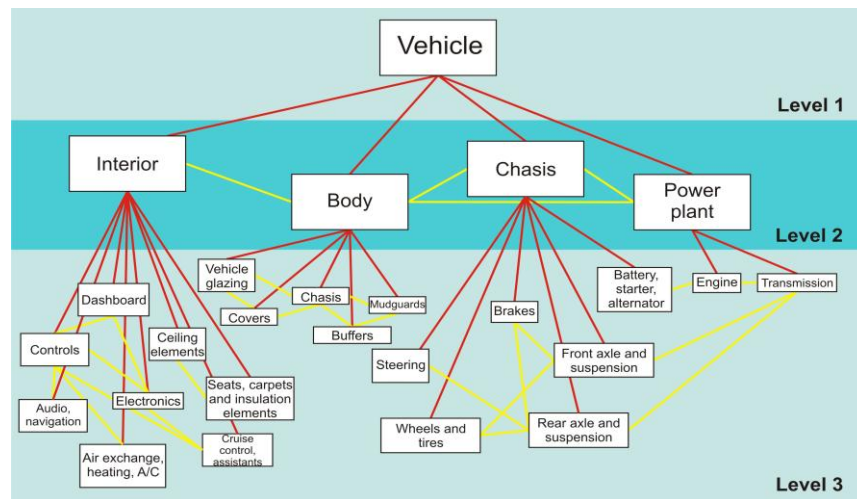 Vehicle
Level 1
Interior
Body
Chasis
Power
plant
Level 2
Vehicle
glazing
Dashboard
Covers
Chasis
Mudguards
Buffers
Battery,
starter,
alternator
Engine
Transmission
Brakes
Controls
Ceiling
elements
Steering
Front axle and
suspension
Audio,
navigation
Electronics
Seats, carpets
and insulation
elements
Wheels and
tires
Rear axle and
suspension
Air exchange,
heating, A/C
Cruise
control,
assistants
Level 3